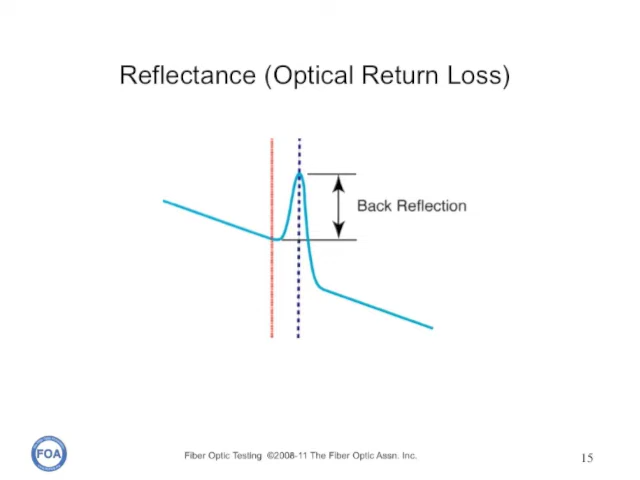 Reflectance (Optical Return Loss)
Back Reflection
FOA
Fiber Optic Testing ©2008-11 The Fiber Optic Assn. Inc.
15